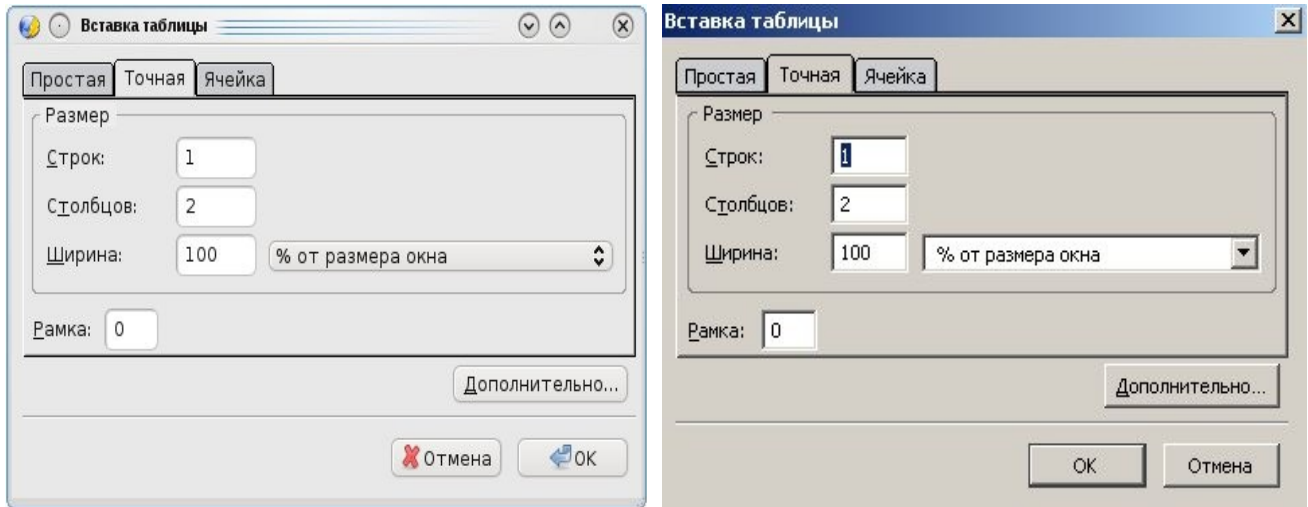 Вставка таблицы
Простая Точная Ячейка
Размер
Строк: 1
Столбцов: 2
Ширина: 100 % от размера окна
Рамка: 0
Дополнительно...
Отмена ОК
Вставка таблицы
Простая Точная Ячейка
Размер
Строк: 1
Столбцов: 2
Ширина: 100 % от размера окна
Рамка: 0
Дополнительно...
ОК Отмена